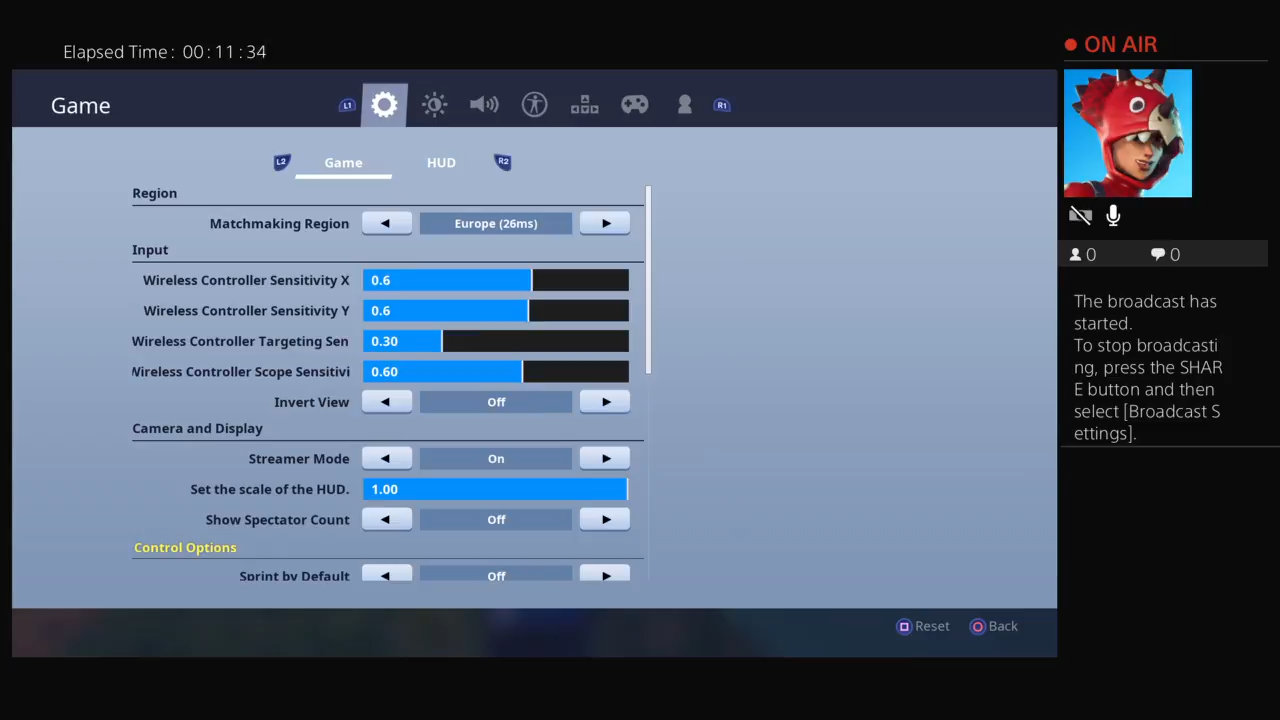 Elapsed Time: 00:11:34
ON AIR
Game
L1
R1
L2
Game
HUD
R2
Region
Matchmaking Region
Europe (26ms)
Input
Wireless Controller Sensitivity X
0.6
Wireless Controller Sensitivity Y
0.6
Wireless Controller Targeting Sen
0.30
Wireless Controller Scope Sensitivi
0.60
Invert View
Off
Camera and Display
Streamer Mode
On
Set the scale of the HUD.
1.00
Show Spectator Count
Off
Control Options
Sprint by Default
Off
Reset
Back
0
0
The broadcast has
started.
To stop broadcasti
ng, press the SHAR
E button and then
select [Broadcast S
ettings].